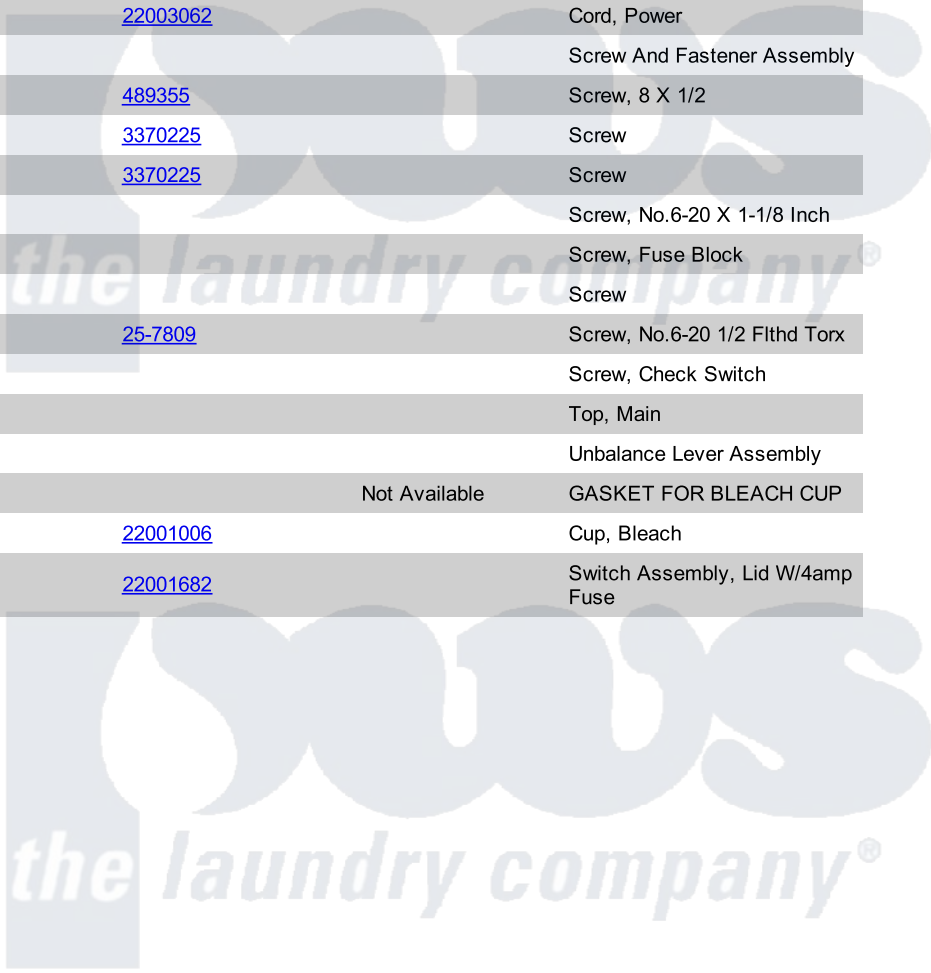 22003062 Cord, Power
Screw And Fastener Assembly
489355 Screw, 8 X 1/2
3370225 Screw
3370225 Screw
Screw, No.6-20 X 1-1/8 Inch
Screw, Fuse Block
the laundry company®
Screw
25-7809 Screw, No.6-20 1/2 Flthd Torx
Screw, Check Switch
Top, Main
Unbalance Lever Assembly
Not Available GASKET FOR BLEACH CUP
22001006 Cup, Bleach
22001682 Switch Assembly, Lid W/4amp
Fuse
pws
the laundry company®